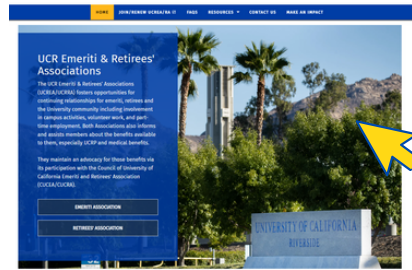 HOME JOIN/RENEW UCREA/RA IT FAQS RESOURCES CONTACT US MAKE AN IMPACT
UCR Emeriti & Retirees'
Associations
The UCR Emeriti & Retirees' Associations
(UCREA/UCRRA) fosters opportunities for
continuing relationships for emeriti, retirees and
the University community including involvement
in campus activities, volunteer work, and part-
time employment. Both Associations also informs
and assists members about the benefits available
to them, especially UCRP and medical benefits.
They maintain an advocacy for those benefits via
its participation with the Council of University of
California Emeriti and Retirees' Association
(CUCEA/CUCRA).
EMERITI ASSOCIATION
RETIREES' ASSOCIATION
UNIVERSITY OF CALIFORNIA
RIVERSIDE